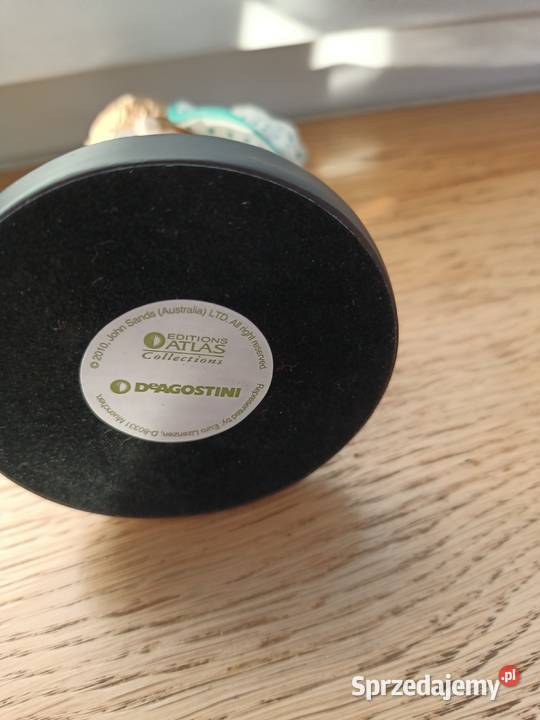 ©2010, John Sands (Australia) LTD. All right reserved
EDITIONS
ATLAS
Collections
DeAGOSTINI
Represented by: Euro Lizenzen, D-80331 Muenchen,
Sprzedajemy.pl